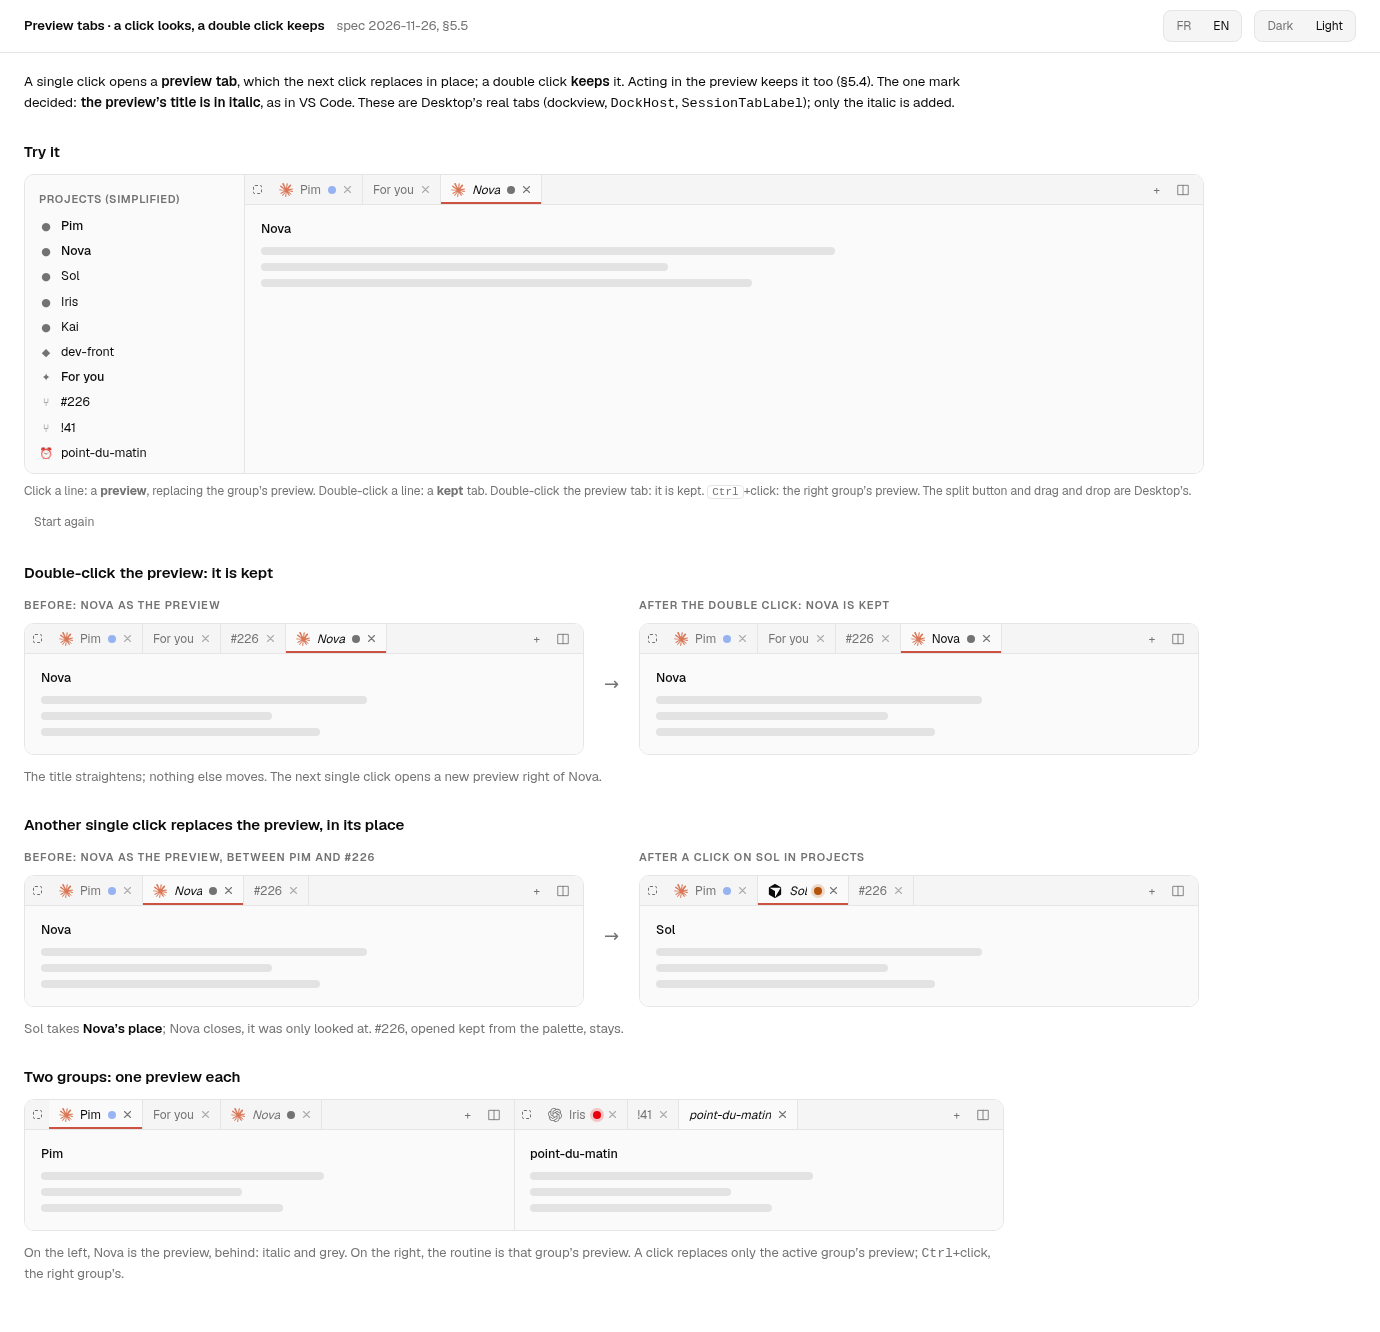 Preview tabs · a click looks, a double click keeps spec 2026-11-26, §5.5 FR EN Dark Light
A single click opens a preview tab, which the next click replaces in place; a double click keeps it. Acting in the preview keeps it too (§5.4). The one mark
decided: the preview's title is in italic, as in VS Code. These are Desktop's real tabs (dockview, DockHost, SessionTabLabel); only the italic is added.
Try it
PROJECTS (SIMPLIFIED)
Pim
Nova
Sol
Iris
Kai
dev-front
For you
#226
!41
point-du-matin
Pim × For you × Nova × +
Nova
Click a line: a preview, replacing the group's preview. Double-click a line: a kept tab. Double-click the preview tab: it is kept. Ctrl+click: the right group's preview. The split button and drag and drop are Desktop's.
Start again
Double-click the preview: it is kept
BEFORE: NOVA AS THE PREVIEW
Pim × For you × #226 × Nova × +
Nova
→
AFTER THE DOUBLE CLICK: NOVA IS KEPT
Pim × For you × #226 × Nova × +
Nova
The title straightens; nothing else moves. The next single click opens a new preview right of Nova.
Another single click replaces the preview, in its place
BEFORE: NOVA AS THE PREVIEW, BETWEEN PIM AND #226
Pim × Nova × #226 × +
Nova
→
AFTER A CLICK ON SOL IN PROJECTS
Pim × Sol × #226 × +
Sol
Sol takes Nova's place; Nova closes, it was only looked at. #226, opened kept from the palette, stays.
Two groups: one preview each
Pim × For you × Nova × +
Pim
Iris × !41 × point-du-matin × +
point-du-matin
On the left, Nova is the preview, behind: italic and grey. On the right, the routine is that group's preview. A click replaces only the active group's preview; Ctrl+click,
the right group's.